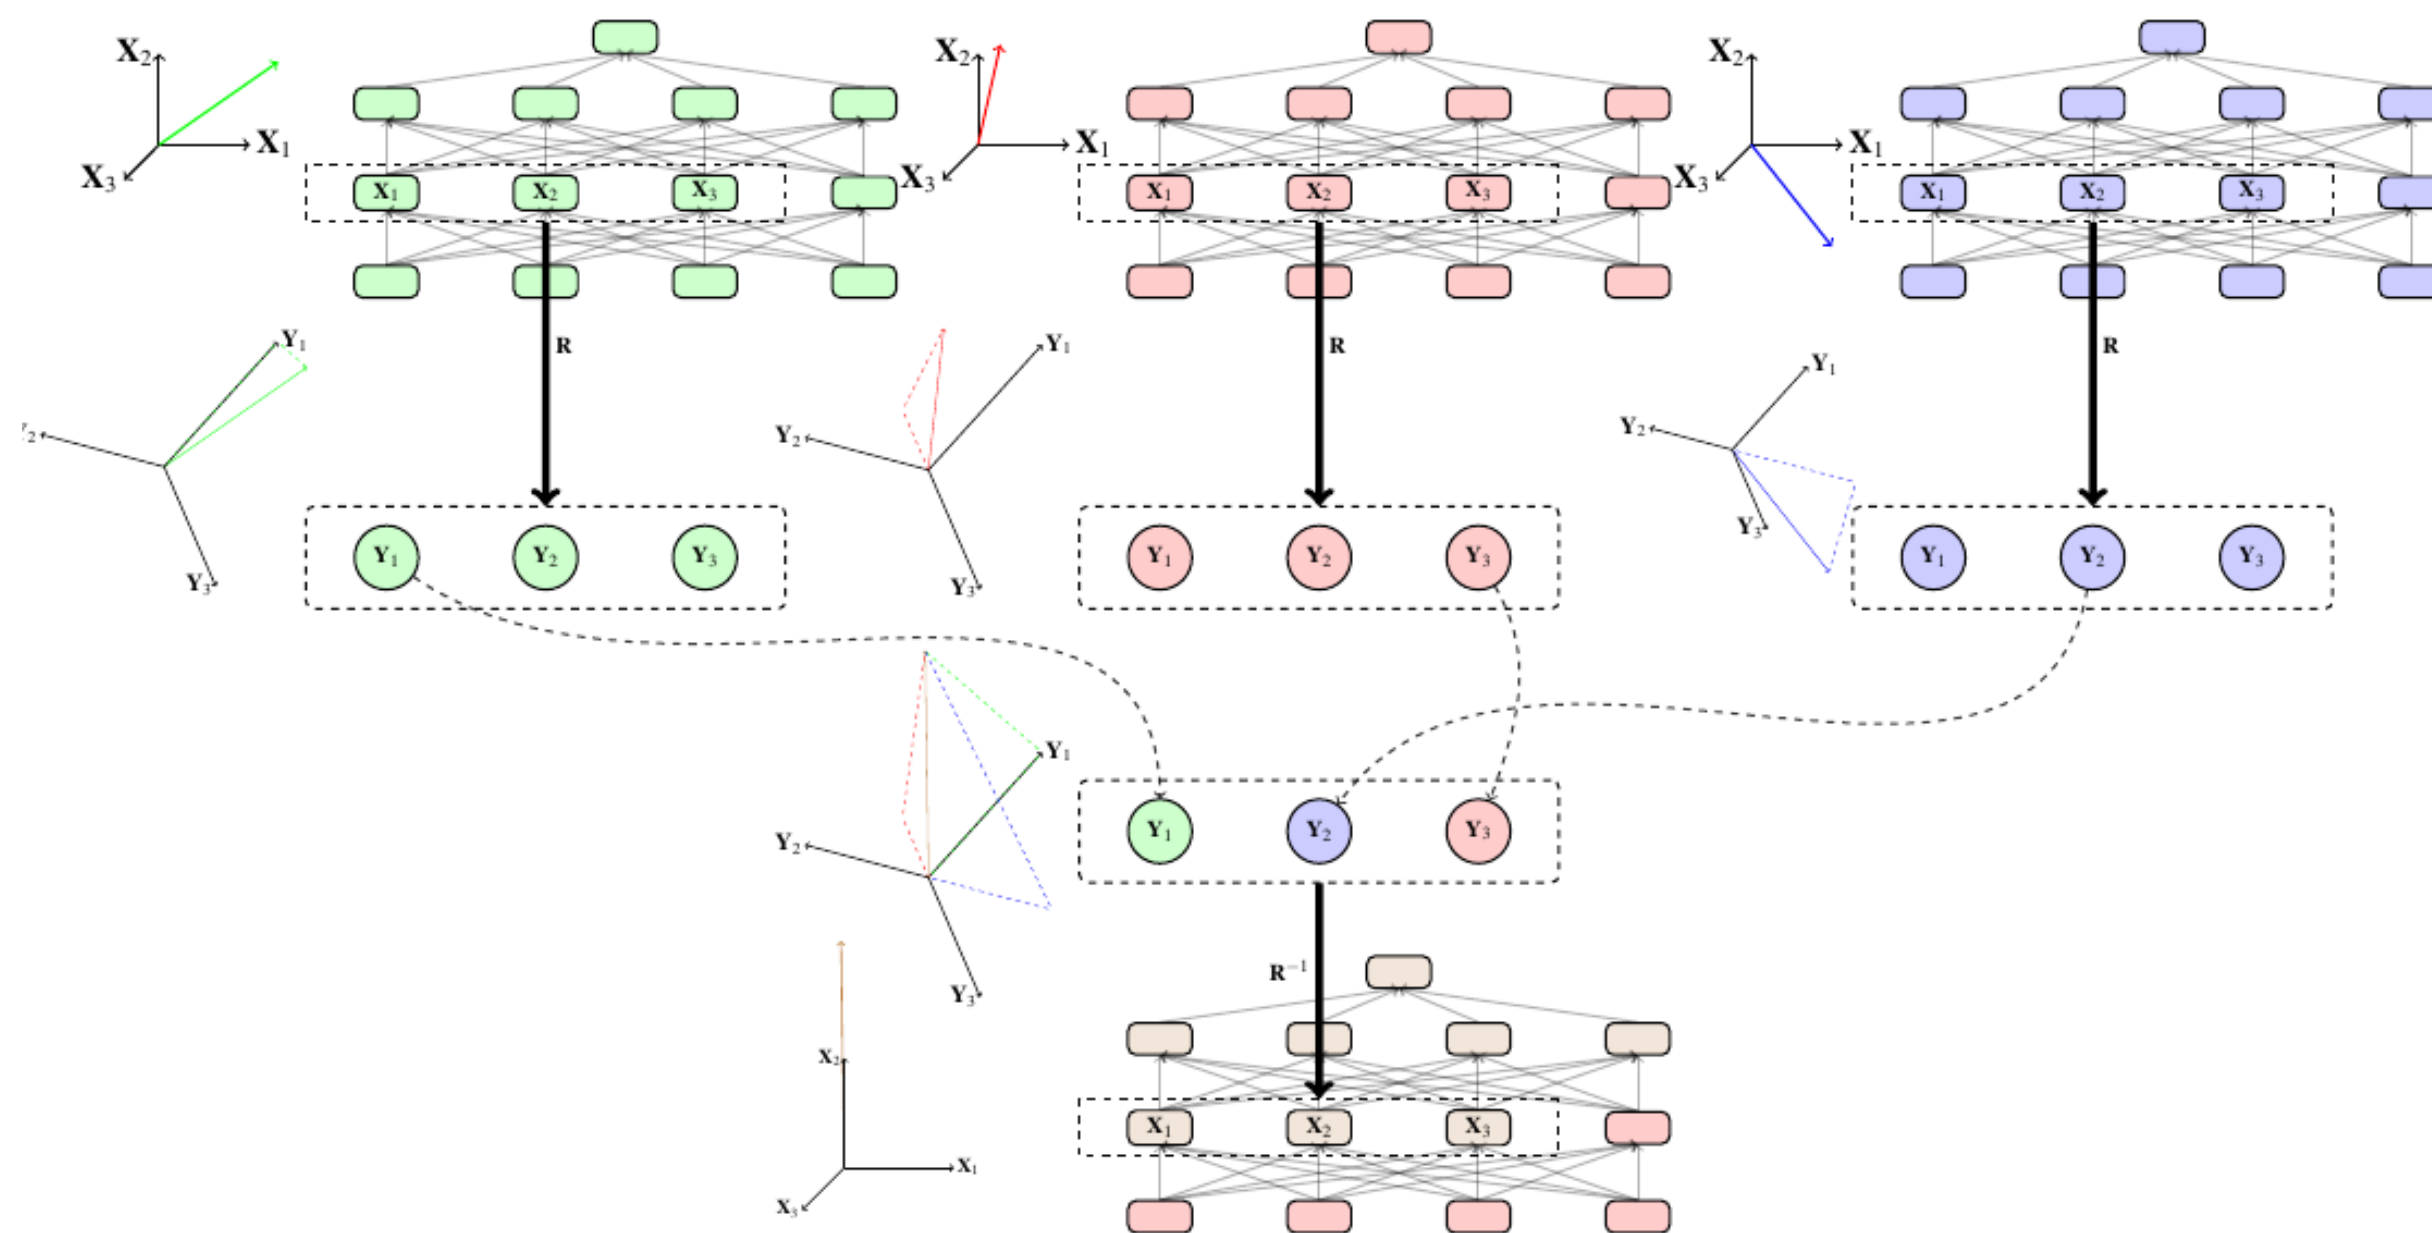 X₂
X₁
X₃
X₁ X₂ X₃
X₂
X₁
X₃
X₁ X₂ X₃
X₂
X₁
X₃
X₁ X₂ X₃
Y₁
Y₃
R
Y₁
Y₂
Y₃
R
Y₁
Y₂
Y₃
R
Y₁ Y₂ Y₃
Y₁ Y₂ Y₃
Y₁ Y₂ Y₃
Y₁
Y₂
Y₃
Y₁ Y₂ Y₃
R⁻¹
X₂
X₁
X₃
X₁ X₂ X₃